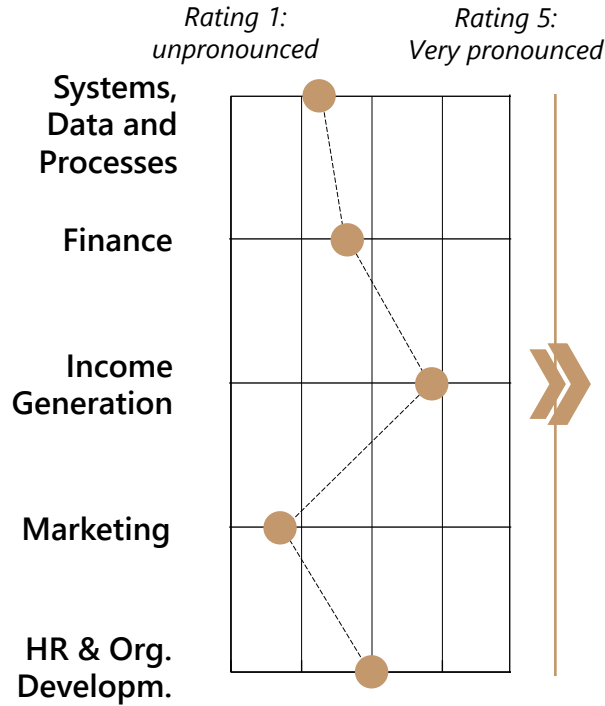 Rating 1:
unpronounced
Rating 5:
Very pronounced
Systems,
Data and
Processes
Finance
Income
Generation
Marketing
HR & Org.
Developm.